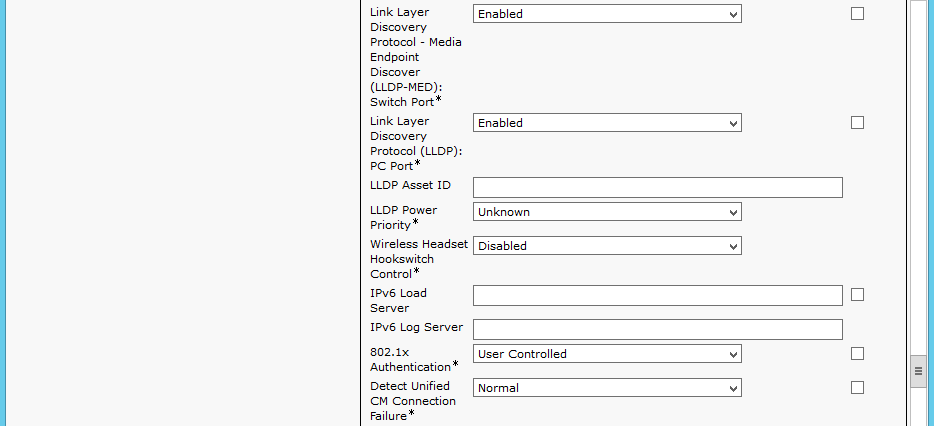 Link Layer
Discovery
Protocol - Media
Endpoint
Discover
(LLDP-MED):
Switch Port*
Enabled
Link Layer
Discovery
Protocol (LLDP):
PC Port*
Enabled
LLDP Asset ID
LLDP Power
Priority*
Unknown
Wireless Headset
Hookswitch
Control*
Disabled
IPv6 Load
Server
IPv6 Log Server
802.1x
Authentication*
User Controlled
Detect Unified
CM Connection
Failure*
Normal